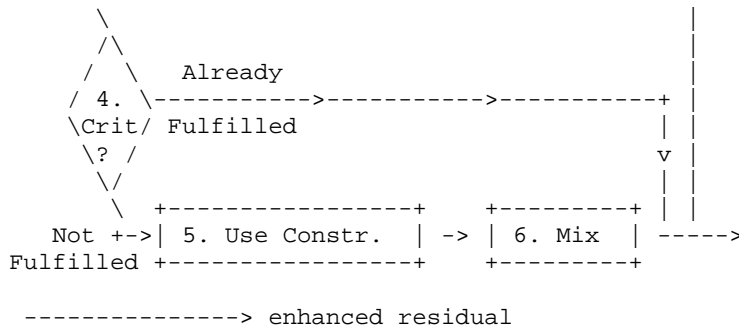 Already
4.
Crit Fulfilled
?
v
Not 5. Use Constr. 6. Mix
Fulfilled
enhanced residual